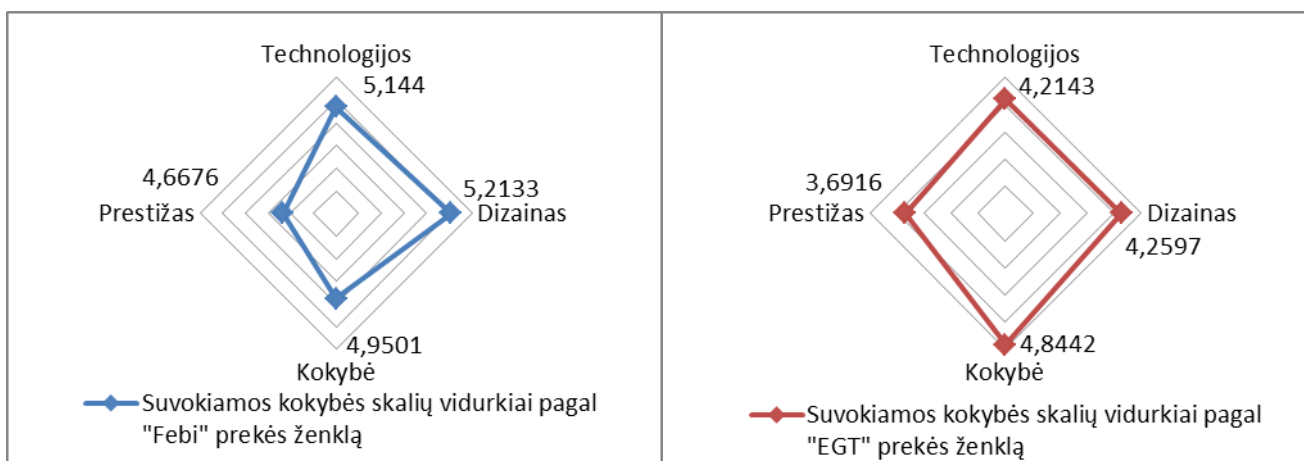 Technologijos
5,144
4,6676
Prestižas
5,2133
Dizainas
4,9501
Kokybė
Suvokiamos kokybės skalių vidurkiai pagal
"Febi" prekės ženklą
Technologijos
4,2143
3,6916
Prestižas
Dizainas
4,2597
4,8442
Kokybė
Suvokiamos kokybės skalių vidurkiai pagal
"EGT" prekės ženklą